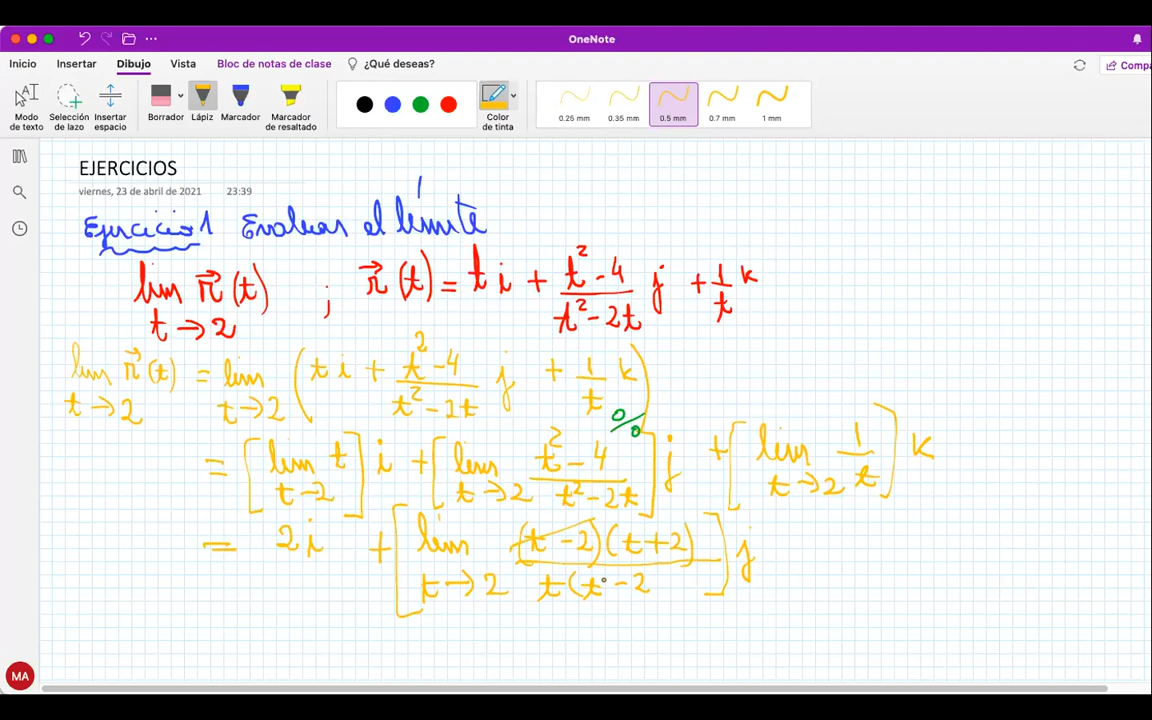 OneNote
Inicio Insertar Dibujo Vista Bloc de notas de clase ¿Qué deseas? Compa
Modo de texto Selección de lazo Insertar espacio Borrador Lápiz Marcador Marcador de resaltado Color de tinta 0.25 mm 0.35 mm 0.5 mm 0.7 mm 1 mm
EJERCICIOS
viernes, 23 de abril de 2021 23:39
Ejercicio 1 Evaluar el límite
lim t→2 r⃗(t) ; r⃗(t) = t i + (t² - 4)/(t² - 2t) j + 1/t k
lim t→2 r⃗(t) = lim t→2 ( t i + (t² - 4)/(t² - 2t) j + 1/t k )
0/0
= [ lim t→2 t ] i + [ lim t→2 (t² - 4)/(t² - 2t) ] j + [ lim t→2 1/t ] k
= 2 i + [ lim t→2 (t - 2)(t + 2) / t(t - 2 ] j
MA